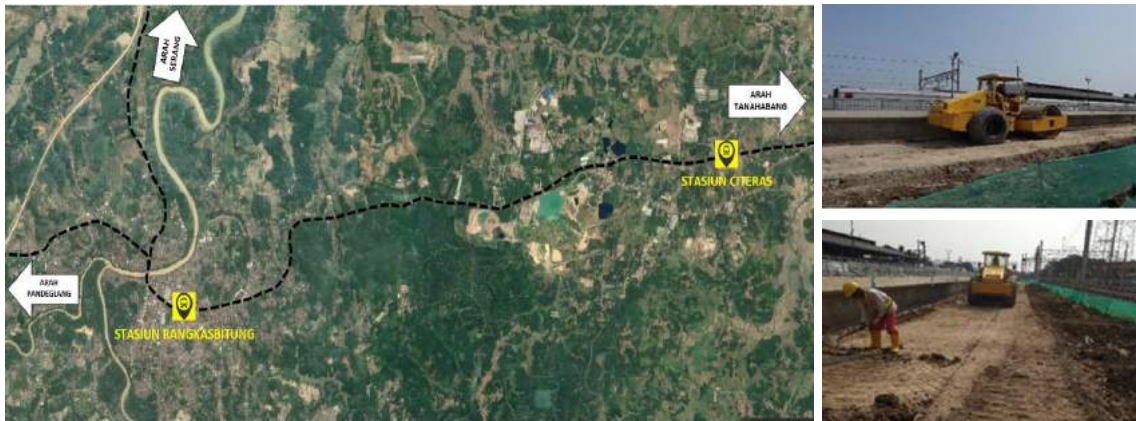 ARAH
SERANG
ARAH
TANAHABANG
STASIUN CITERAS
ARAH
PANDEGLANG
STASIUN RANGKASBITUNG